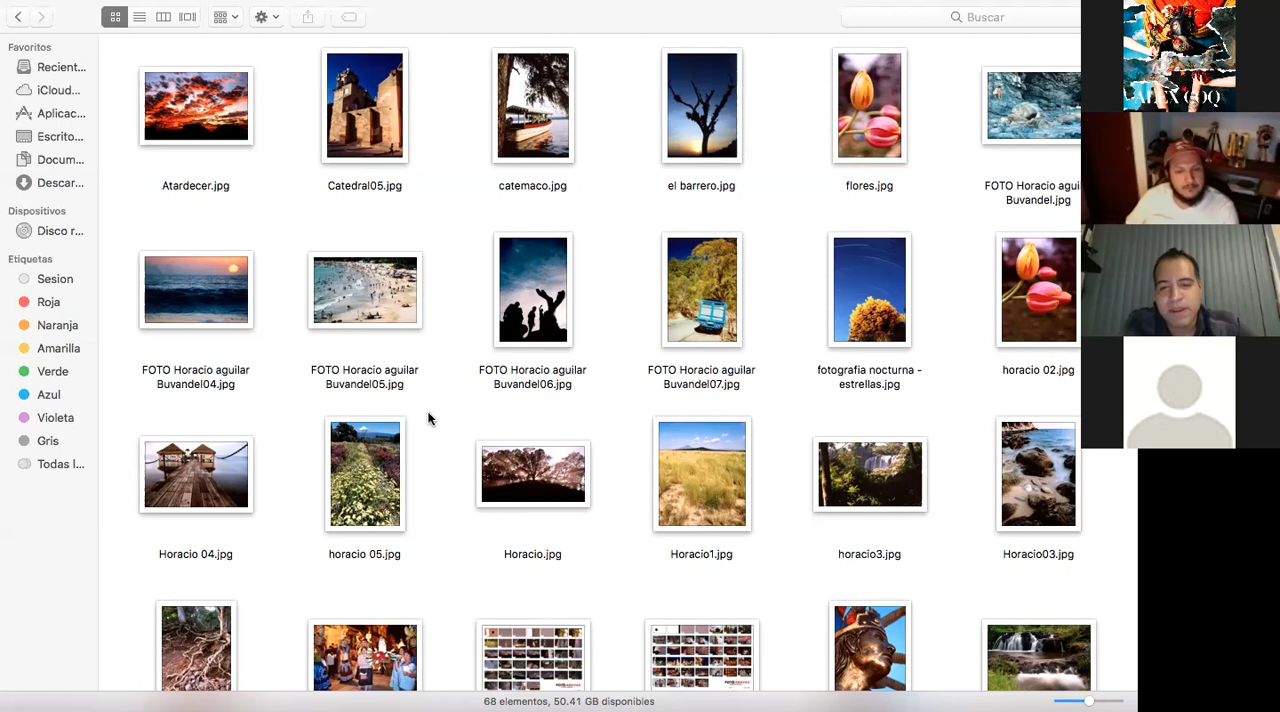 Buscar
Favoritos
Recient...
iCloud...
Aplicac...
Escrito...
Docum...
Descar...
Dispositivos
Disco r...
Etiquetas
Sesion
Roja
Naranja
Amarilla
Verde
Azul
Violeta
Gris
Todas l...
Atardecer.jpg
Catedral05.jpg
catemaco.jpg
el barrero.jpg
flores.jpg
FOTO Horacio agui
Buvandel.jpg
FOTO Horacio aguilar
Buvandel04.jpg
FOTO Horacio aguilar
Buvandel05.jpg
FOTO Horacio aguilar
Buvandel06.jpg
FOTO Horacio aguilar
Buvandel07.jpg
fotografia nocturna -
estrellas.jpg
horacio 02.jpg
Horacio 04.jpg
horacio 05.jpg
Horacio.jpg
Horacio1.jpg
horacio3.jpg
Horacio03.jpg
68 elementos, 50.41 GB disponibles
ALEX COQ